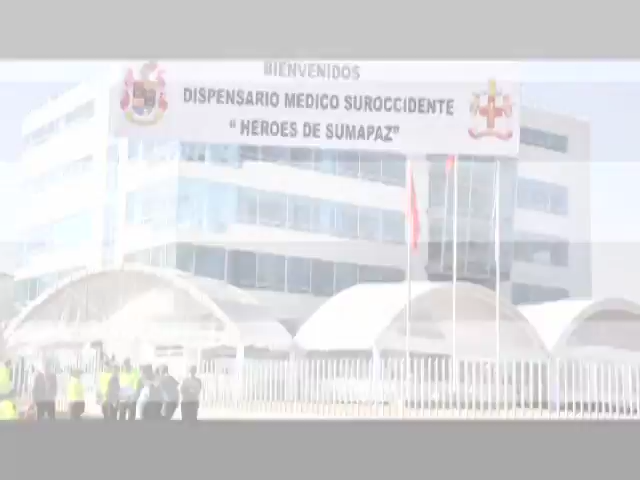 BIENVENIDOS
DISPENSARIO MEDICO SUROCCIDENTE
“ HEROES DE SUMAPAZ”